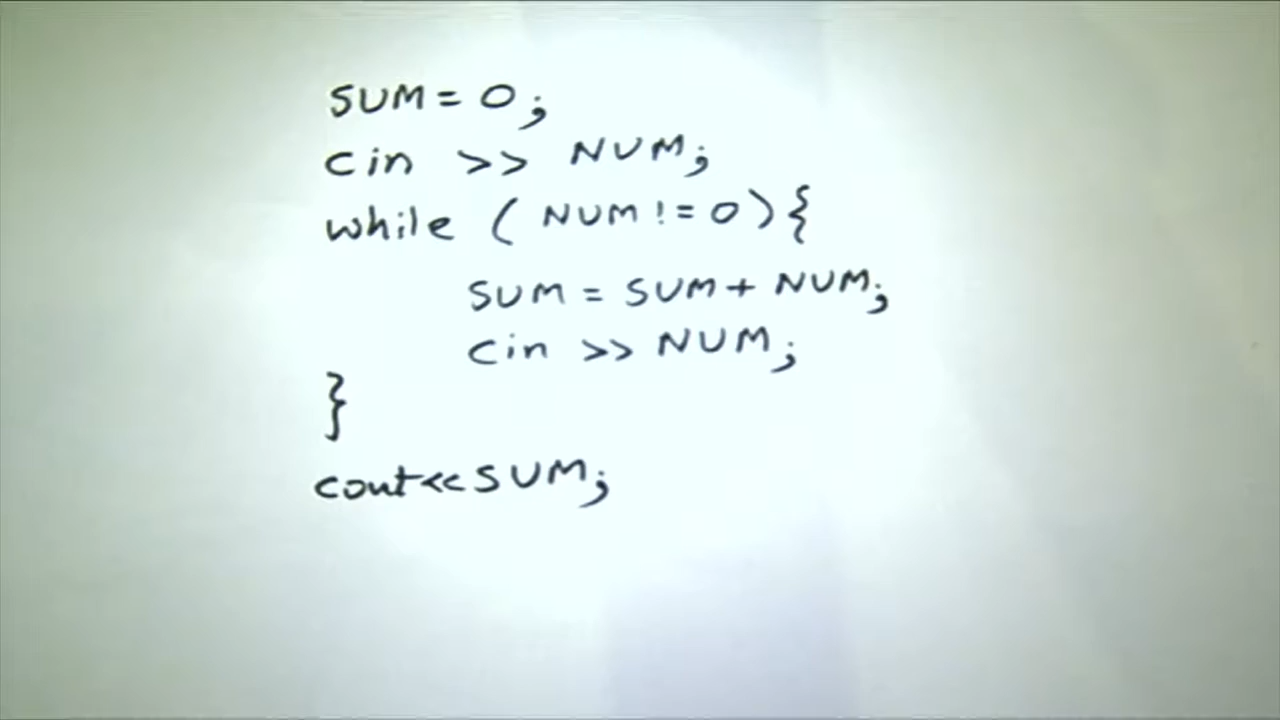 SUM = 0;
cin >> NUM;
while ( NUM != 0 ) {
SUM = SUM + NUM;
cin >> NUM;
}
cout << SUM;